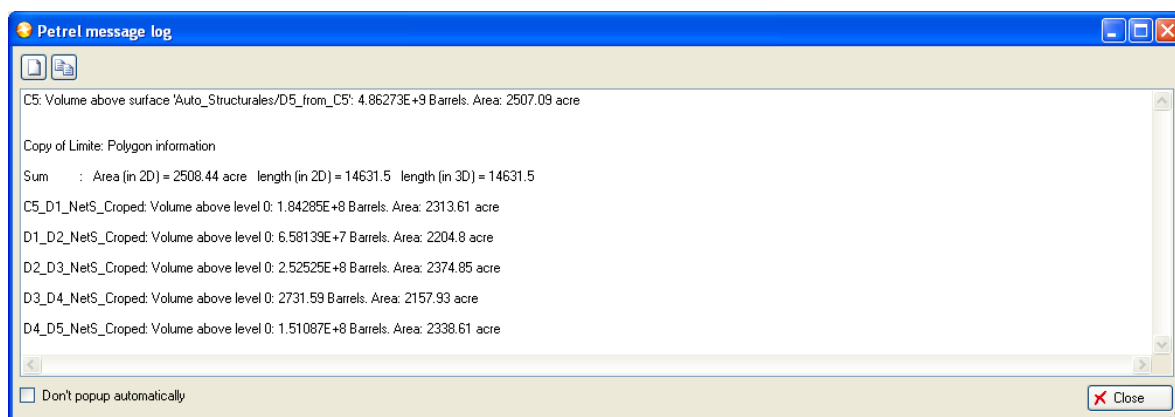 Petrel message log
C5: Volume above surface 'Auto_Structurales/D5_from_C5': 4.86273E+9 Barrels. Area: 2507.09 acre
Copy of Limite: Polygon information
Sum : Area (in 2D) = 2508.44 acre length (in 2D) = 14631.5 length (in 3D) = 14631.5
C5_D1_NetS_Croped: Volume above level 0: 1.84285E+8 Barrels. Area: 2313.61 acre
D1_D2_NetS_Croped: Volume above level 0: 6.58139E+7 Barrels. Area: 2204.8 acre
D2_D3_NetS_Croped: Volume above level 0: 2.52525E+8 Barrels. Area: 2374.85 acre
D3_D4_NetS_Croped: Volume above level 0: 2731.59 Barrels. Area: 2157.93 acre
D4_D5_NetS_Croped: Volume above level 0: 1.51087E+8 Barrels. Area: 2338.61 acre
Don't popup automatically
Close